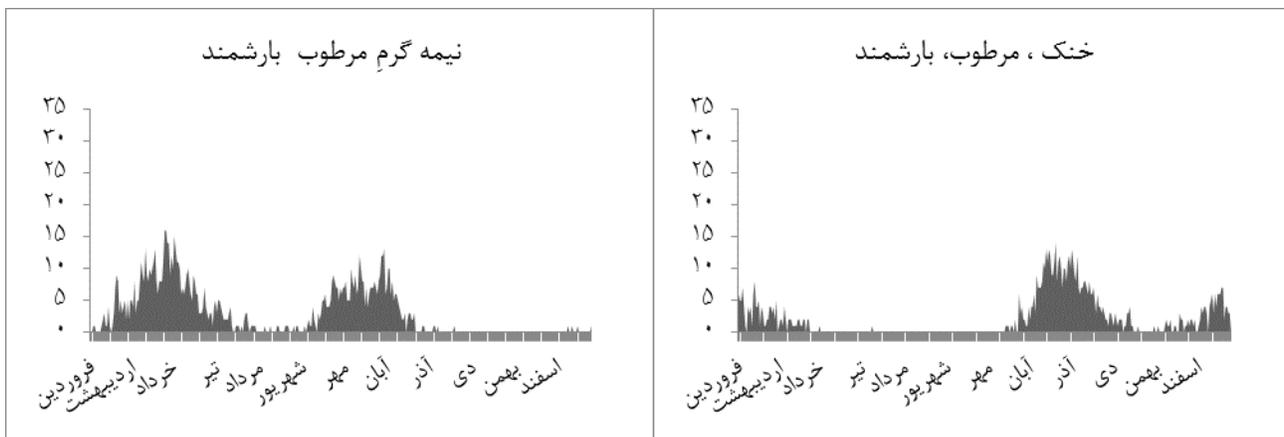 خنک ، مرطوب، بارشمند
۳۵
۳۰
۲۵
۲۰
۱۵
۱۰
۵
۰
فروردین
اردیبهشت
خرداد
تیر
مرداد
شهریور
مهر
آبان
آذر
دی
بهمن
اسفند
نیمه گرمِ مرطوب بارشمند
۳۵
۳۰
۲۵
۲۰
۱۵
۱۰
۵
۰
فروردین
اردیبهشت
خرداد
تیر
مرداد
شهریور
مهر
آبان
آذر
دی
بهمن
اسفند